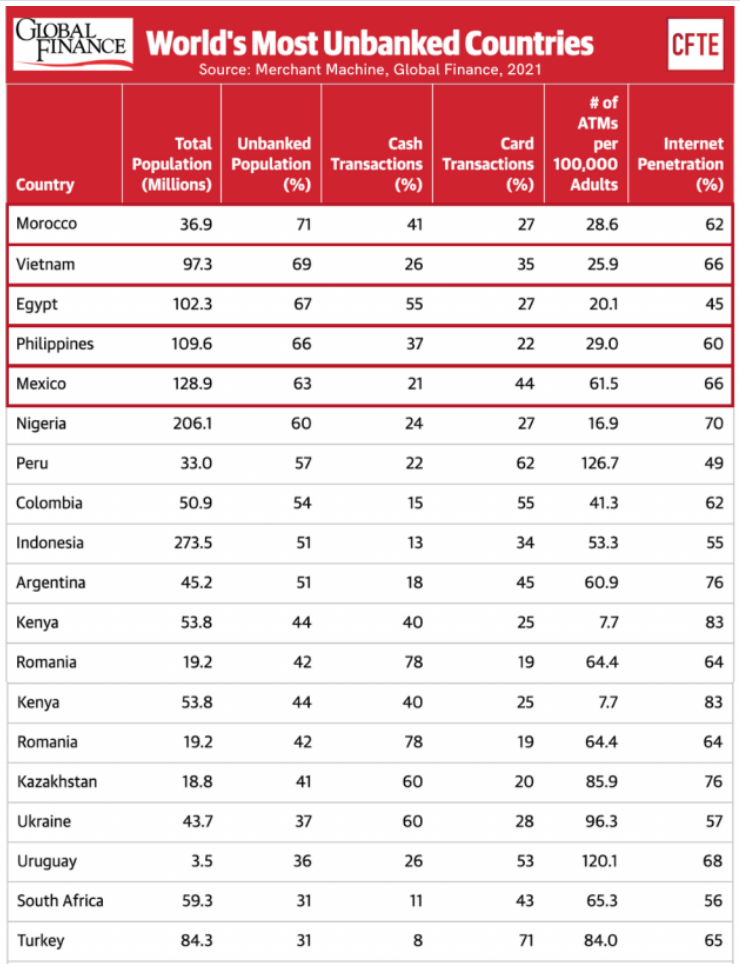 GLOBAL
FINANCE
World's Most Unbanked Countries
CFTE
Source: Merchant Machine, Global Finance, 2021
Country Total Population (Millions) Unbanked Population (%) Cash Transactions (%) Card Transactions (%) # of ATMs per 100,000 Adults Internet Penetration (%)
Morocco 36.9 71 41 27 28.6 62
Vietnam 97.3 69 26 35 25.9 66
Egypt 102.3 67 55 27 20.1 45
Philippines 109.6 66 37 22 29.0 60
Mexico 128.9 63 21 44 61.5 66
Nigeria 206.1 60 24 27 16.9 70
Peru 33.0 57 22 62 126.7 49
Colombia 50.9 54 15 55 41.3 62
Indonesia 273.5 51 13 34 53.3 55
Argentina 45.2 51 18 45 60.9 76
Kenya 53.8 44 40 25 7.7 83
Romania 19.2 42 78 19 64.4 64
Kenya 53.8 44 40 25 7.7 83
Romania 19.2 42 78 19 64.4 64
Kazakhstan 18.8 41 60 20 85.9 76
Ukraine 43.7 37 60 28 96.3 57
Uruguay 3.5 36 26 53 120.1 68
South Africa 59.3 31 11 43 65.3 56
Turkey 84.3 31 8 71 84.0 65